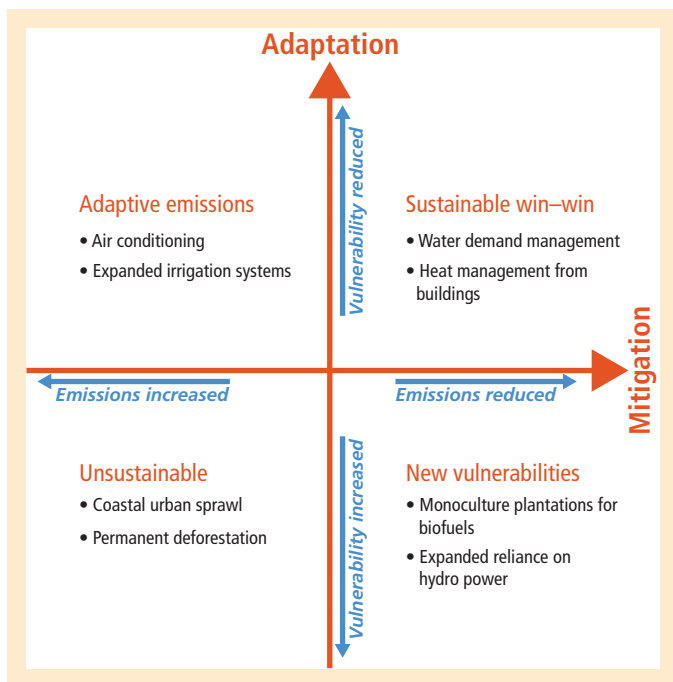 Adaptation
Vulnerability reduced
Adaptive emissions
• Air conditioning
• Expanded irrigation systems
Sustainable win–win
• Water demand management
• Heat management from
buildings
Mitigation
Emissions increased
Emissions reduced
Unsustainable
• Coastal urban sprawl
• Permanent deforestation
Vulnerability increased
New vulnerabilities
• Monoculture plantations for
biofuels
• Expanded reliance on
hydro power